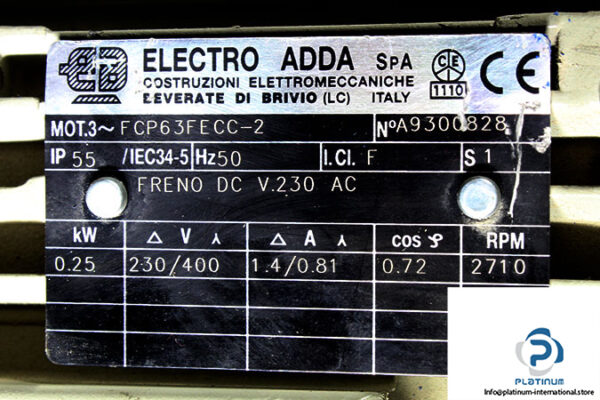 ELECTRO ADDA SpA
COSTRUZIONI ELETTROMECCANICHE
BEVERATE DI BRIVIO (LC) ITALY
CE
1110
CE
MOT.3~ FCP63FECC-2 NºA9300828
IP 55 /IEC34-5 Hz50 I.Cl. F S 1
FRENO DC V.230 AC
kW Δ V ⅄ Δ A ⅄ cos φ RPM
0.25 230/400 1.4/0.81 0.72 2710
PLATINUM
Info@platinum-international.store